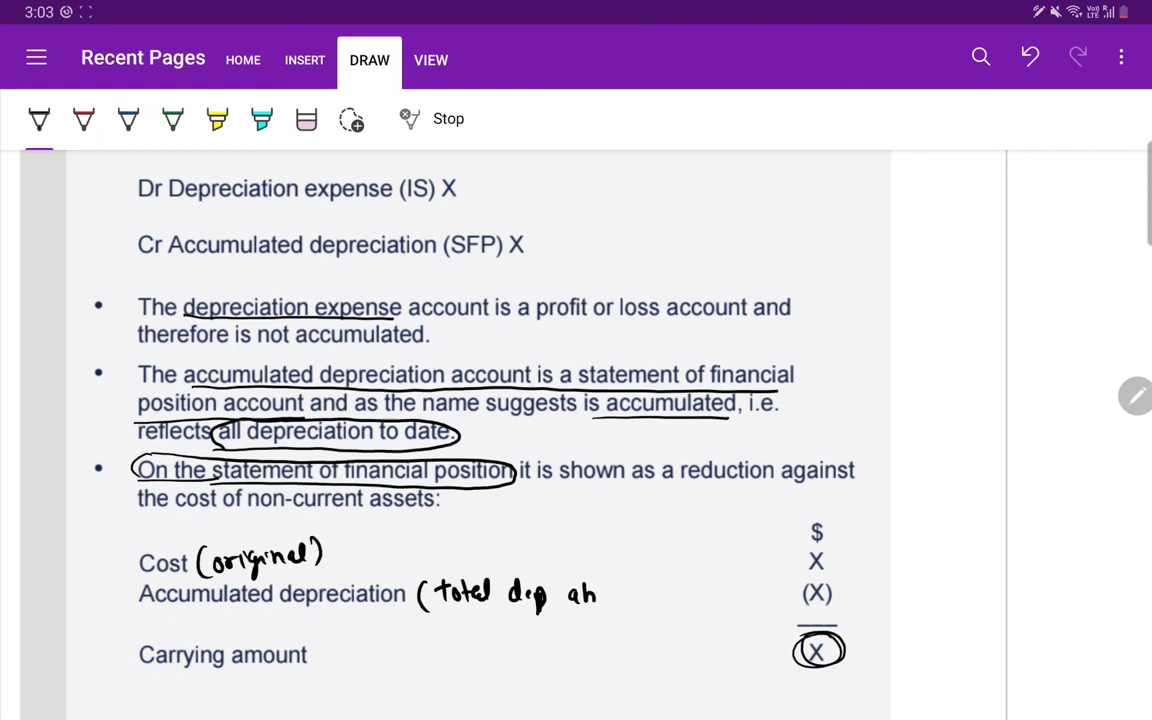 3:03
Vo)) LTE R
Recent Pages HOME INSERT DRAW VIEW
Stop
Dr Depreciation expense (IS) X
Cr Accumulated depreciation (SFP) X
• The depreciation expense account is a profit or loss account and
therefore is not accumulated.
• The accumulated depreciation account is a statement of financial
position account and as the name suggests is accumulated, i.e.
reflects all depreciation to date.
• On the statement of financial position it is shown as a reduction against
the cost of non-current assets:
$
Cost (original) X
Accumulated depreciation (total dep ah (X)
Carrying amount X